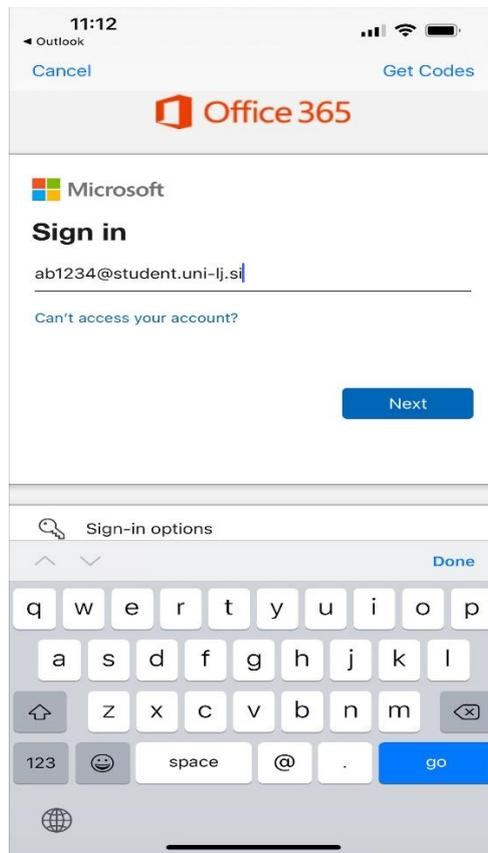 11:12
◄ Outlook
Cancel Get Codes
Office 365
Microsoft
Sign in
ab1234@student.uni-lj.si
Can't access your account?
Next
Sign-in options
Done
q w e r t y u i o p
a s d f g h j k l
z x c v b n m
123 space @ . go